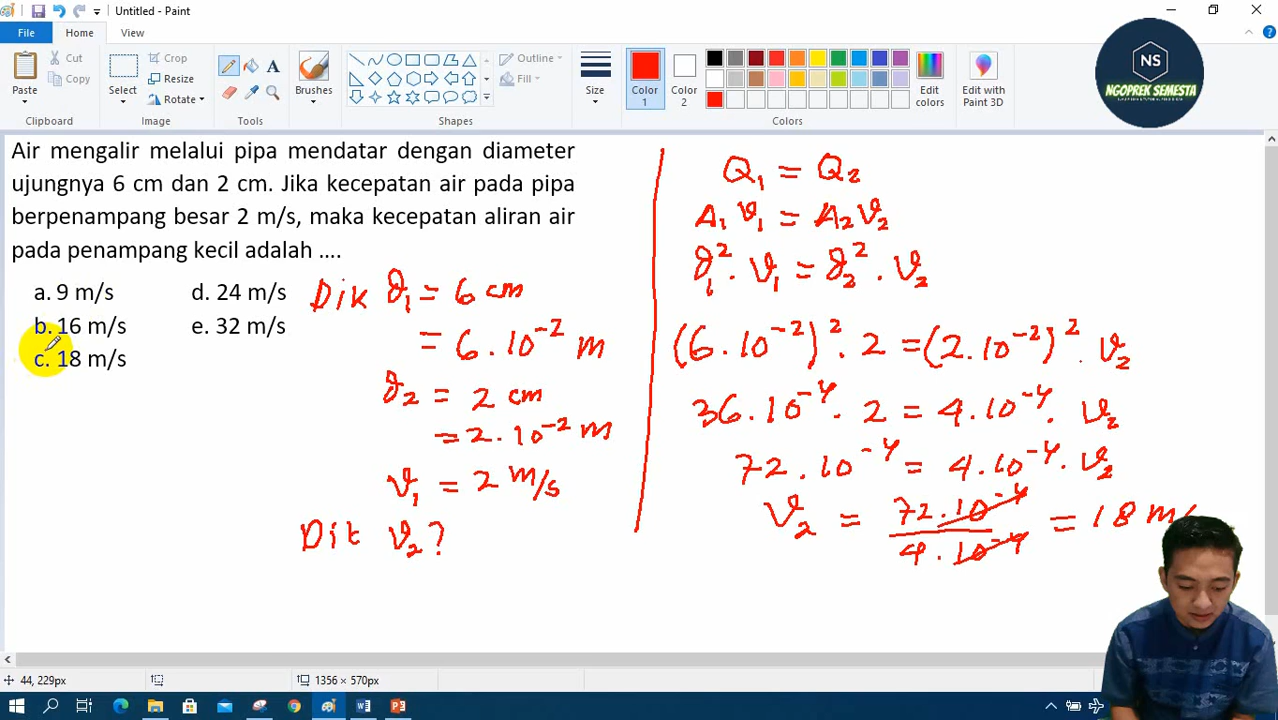 Untitled - Paint
File
Home
View
Paste
Cut
Copy
Clipboard
Select
Crop
Resize
Rotate
Image
A
Tools
Brushes
Outline
Fill
Shapes
Size
Color 1
Color 2
Edit colors
Colors
Edit with Paint 3D
NS
NGOPREK SEMESTA
Air mengalir melalui pipa mendatar dengan diameter
ujungnya 6 cm dan 2 cm. Jika kecepatan air pada pipa
berpenampang besar 2 m/s, maka kecepatan aliran air
pada penampang kecil adalah ....
a. 9 m/s
d. 24 m/s
b. 16 m/s
e. 32 m/s
c. 18 m/s
Dik d₁ = 6 cm
= 6 . 10⁻² m
d₂ = 2 cm
= 2 . 10⁻² m
v₁ = 2 m/s
Dit v₂ ?
Q₁ = Q₂
A₁ v₁ = A₂ v₂
d₁² . v₁ = d₂² . v₂
(6 . 10⁻²)² . 2 = (2 . 10⁻²)² . v₂
36 . 10⁻⁴ . 2 = 4 . 10⁻⁴ . v₂
72 . 10⁻⁴ = 4 . 10⁻⁴ . v₂
v₂ = 72 . 10⁻⁴ / 4 . 10⁻⁴ = 18 m/
44, 229px
1356 × 570px
100%